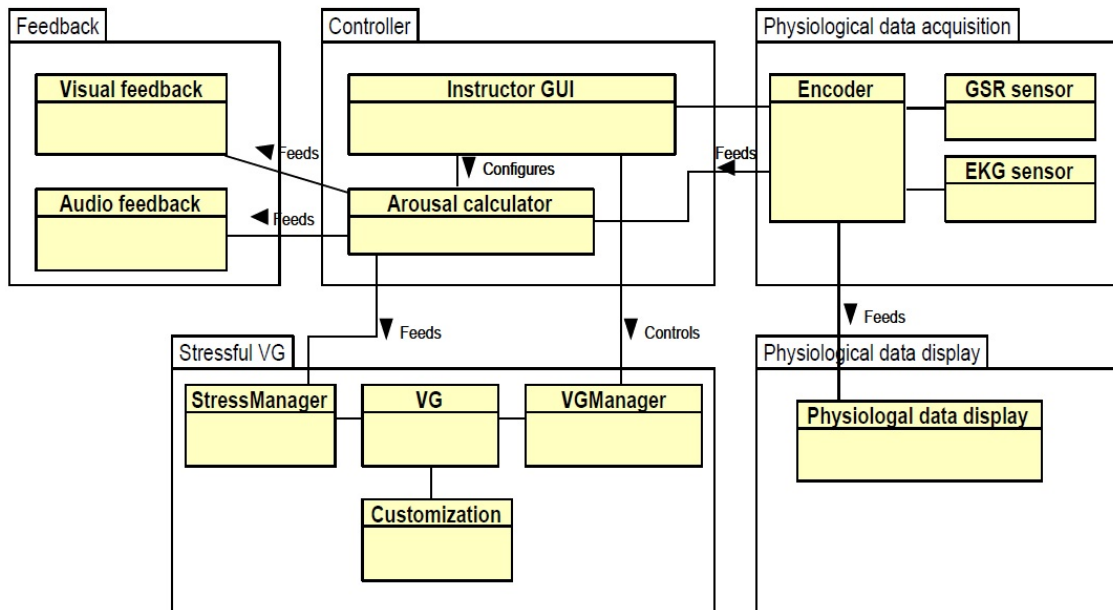 Feedback
Controller
Physiological data acquisition
Visual feedback
Instructor GUI
Encoder
GSR sensor
Feeds
Configures
Feeds
EKG sensor
Audio feedback
Arousal calculator
Feeds
Feeds
Controls
Feeds
Stressful VG
Physiological data display
StressManager
VG
VGManager
Physiologal data display
Customization